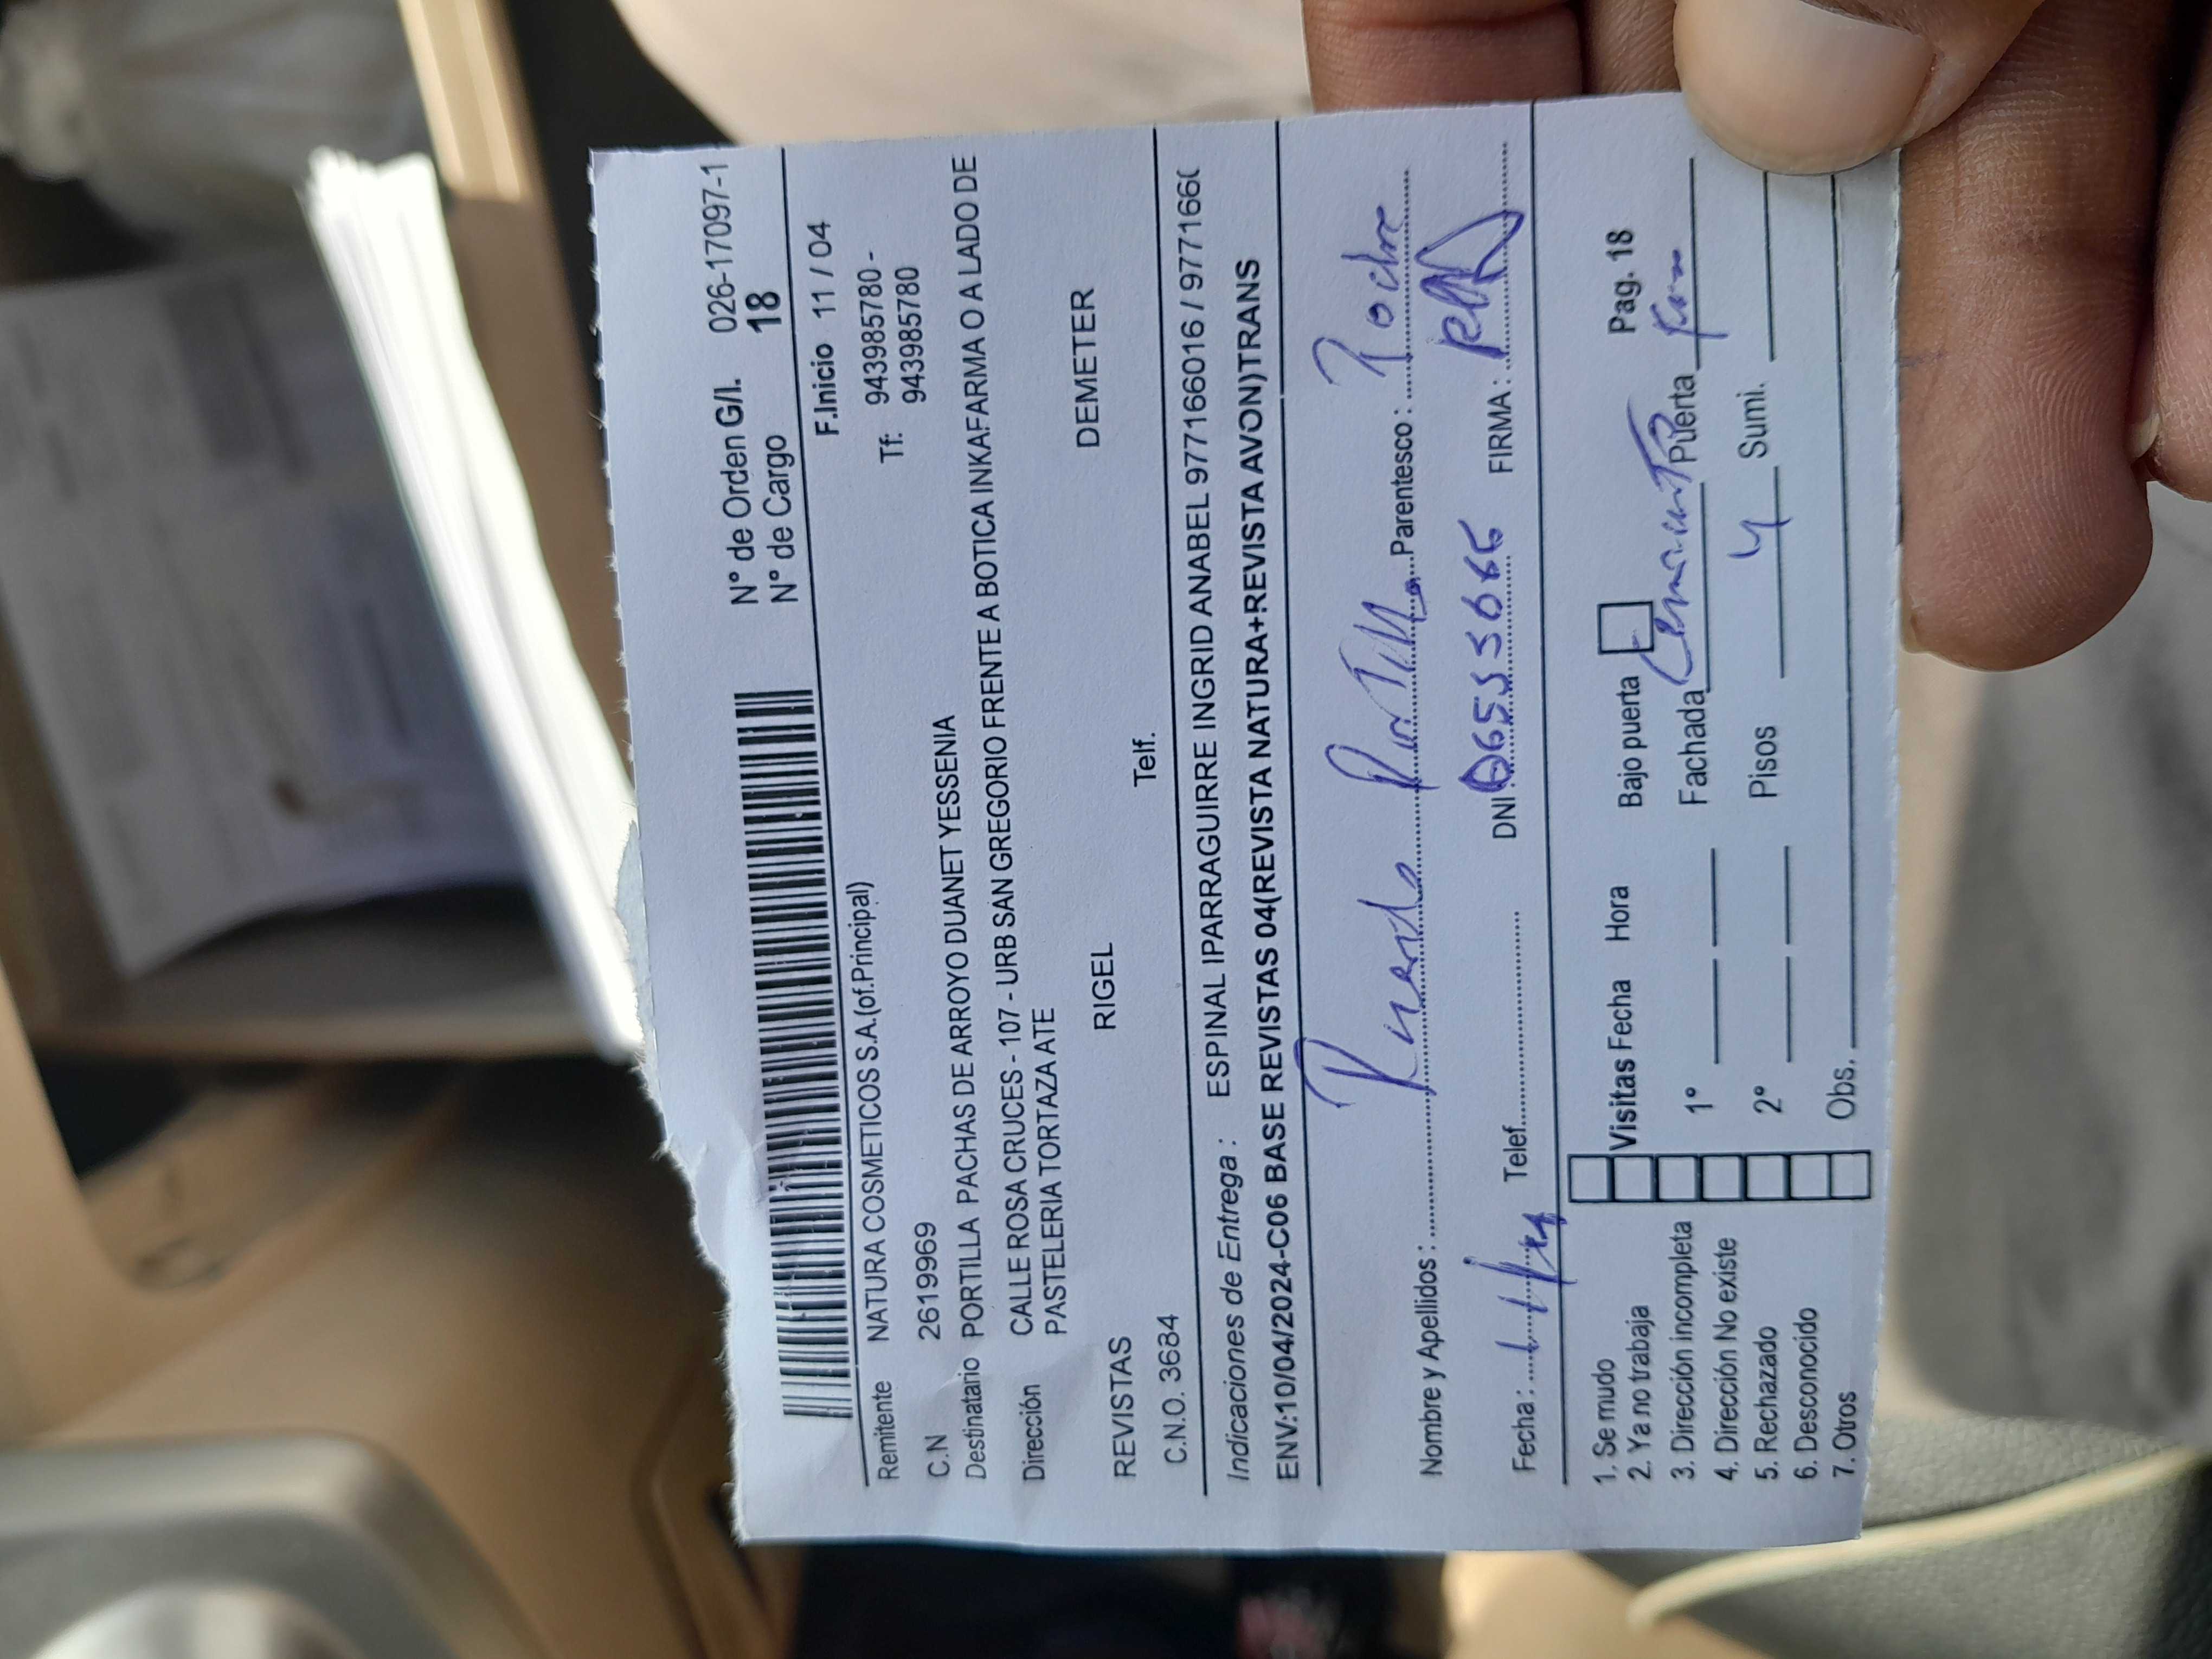 N° de Orden G/I. 026-17097-1
N° de Cargo 18
F.Inicio 11 / 04
Remitente NATURA COSMETICOS S.A.(of.Principal)
C.N 2619969
Tf: 943985780 -
943985780
Destinatario PORTILLA PACHAS DE ARROYO DUANET YESSENIA
Dirección CALLE ROSA CRUCES - 107 - URB SAN GREGORIO FRENTE A BOTICA INKAFARMA O A LADO DE
PASTELERIA TORTAZA ATE
REVISTAS RIGEL DEMETER
C.N.O. 3684 Telf.
Indicaciones de Entrega : ESPINAL IPARRAGUIRRE INGRID ANABEL 977166016 / 9771660
ENV:10/04/2024-C06 BASE REVISTAS 04(REVISTA NATURA+REVISTA AVON)TRANS
Nombre y Apellidos : Parentesco :
Fecha : Telef. DNI : FIRMA :
1. Se mudo
2. Ya no trabaja
3. Dirección incompleta
4. Dirección No existe
5. Rechazado
6. Desconocido
7. Otros
Visitas Fecha Hora Bajo puerta Pag. 18
1° Fachada Puerta
2° Pisos 4 Sumi.
Obs.